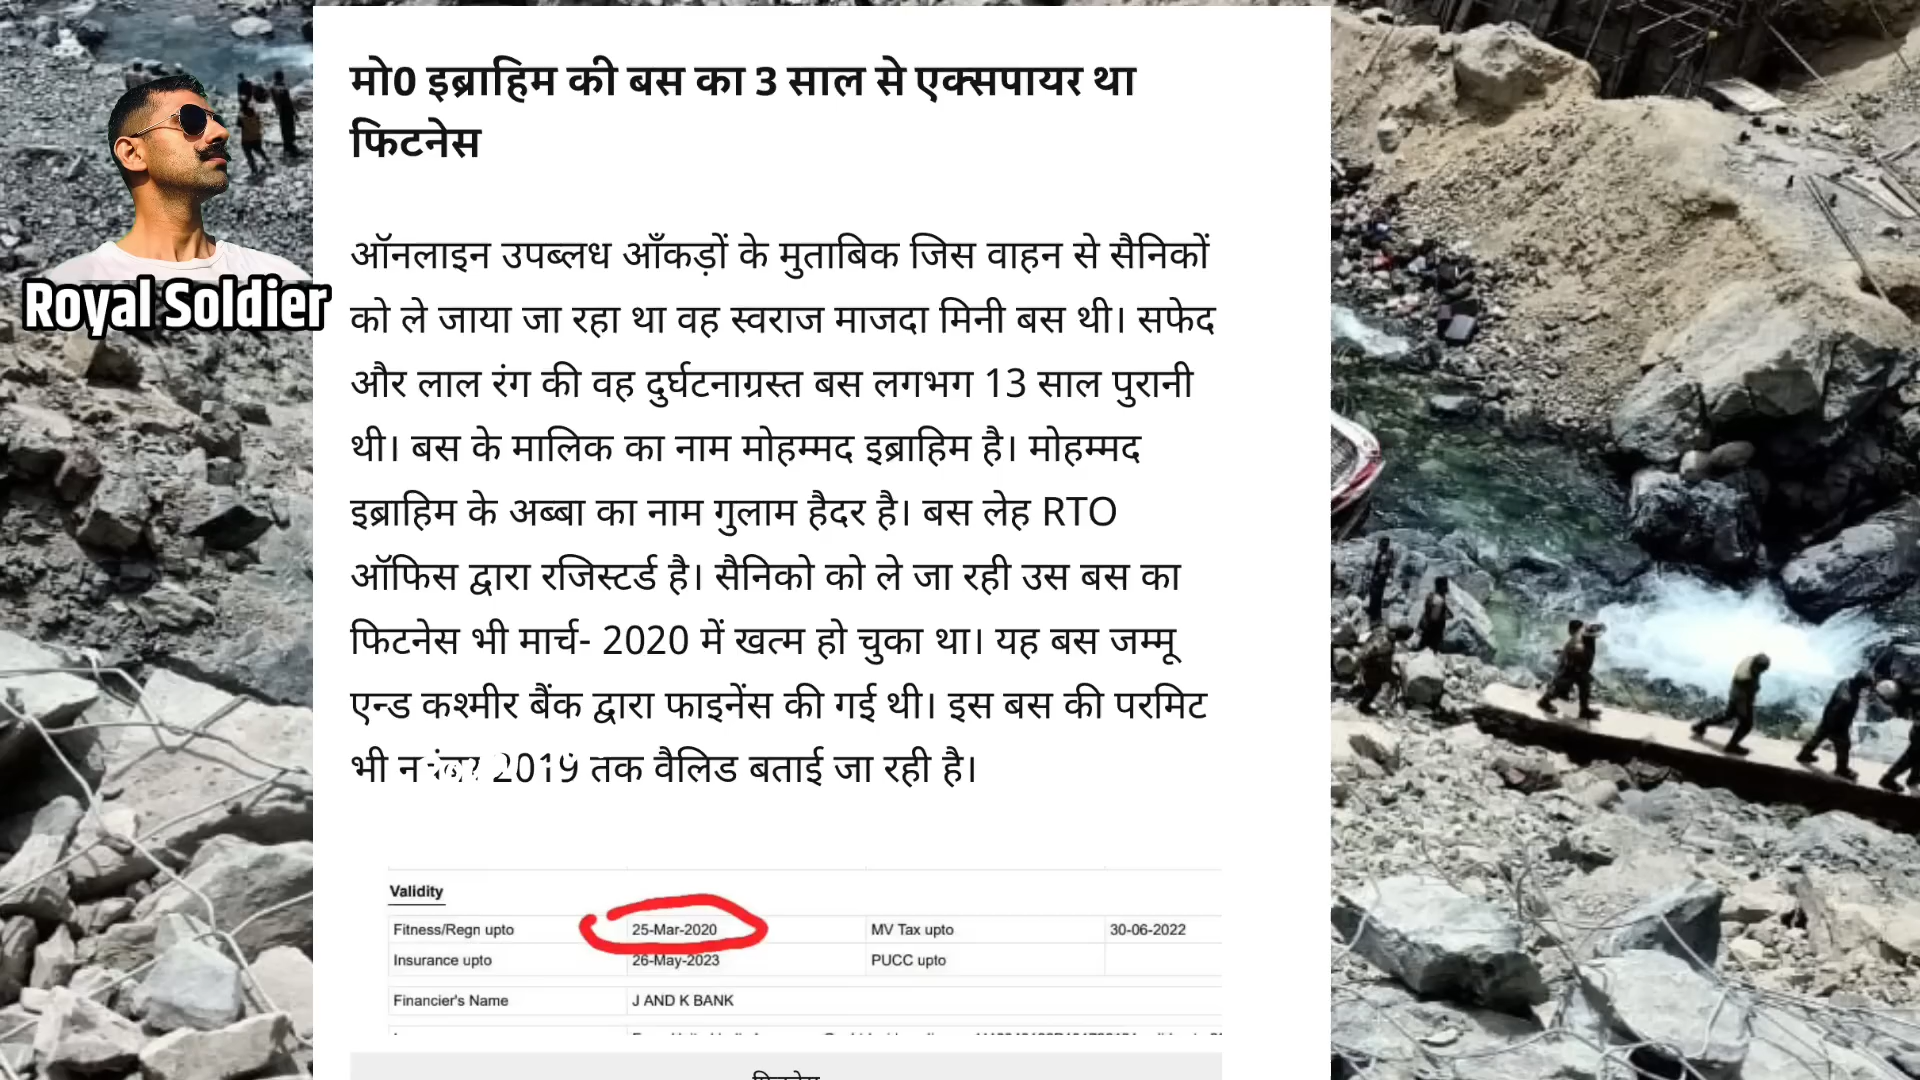 मो0 इब्राहिम की बस का 3 साल से एक्सपायर था
फिटनेस
Royal Soldier
ऑनलाइन उपब्लध आँकड़ों के मुताबिक जिस वाहन से सैनिकों
को ले जाया जा रहा था वह स्वराज माजदा मिनी बस थी। सफेद
और लाल रंग की वह दुर्घटनाग्रस्त बस लगभग 13 साल पुरानी
थी। बस के मालिक का नाम मोहम्मद इब्राहिम है। मोहम्मद
इब्राहिम के अब्बा का नाम गुलाम हैदर है। बस लेह RTO
ऑफिस द्वारा रजिस्टर्ड है। सैनिको को ले जा रही उस बस का
फिटनेस भी मार्च- 2020 में खत्म हो चुका था। यह बस जम्मू
एन्ड कश्मीर बैंक द्वारा फाइनेंस की गई थी। इस बस की परमिट
भी 2019 तक वैलिड बताई जा रही है।
Validity
Fitness/Regn upto 25-Mar-2020 MV Tax upto 30-06-2022
Insurance upto 26-May-2023 PUCC upto
Financier's Name J AND K BANK